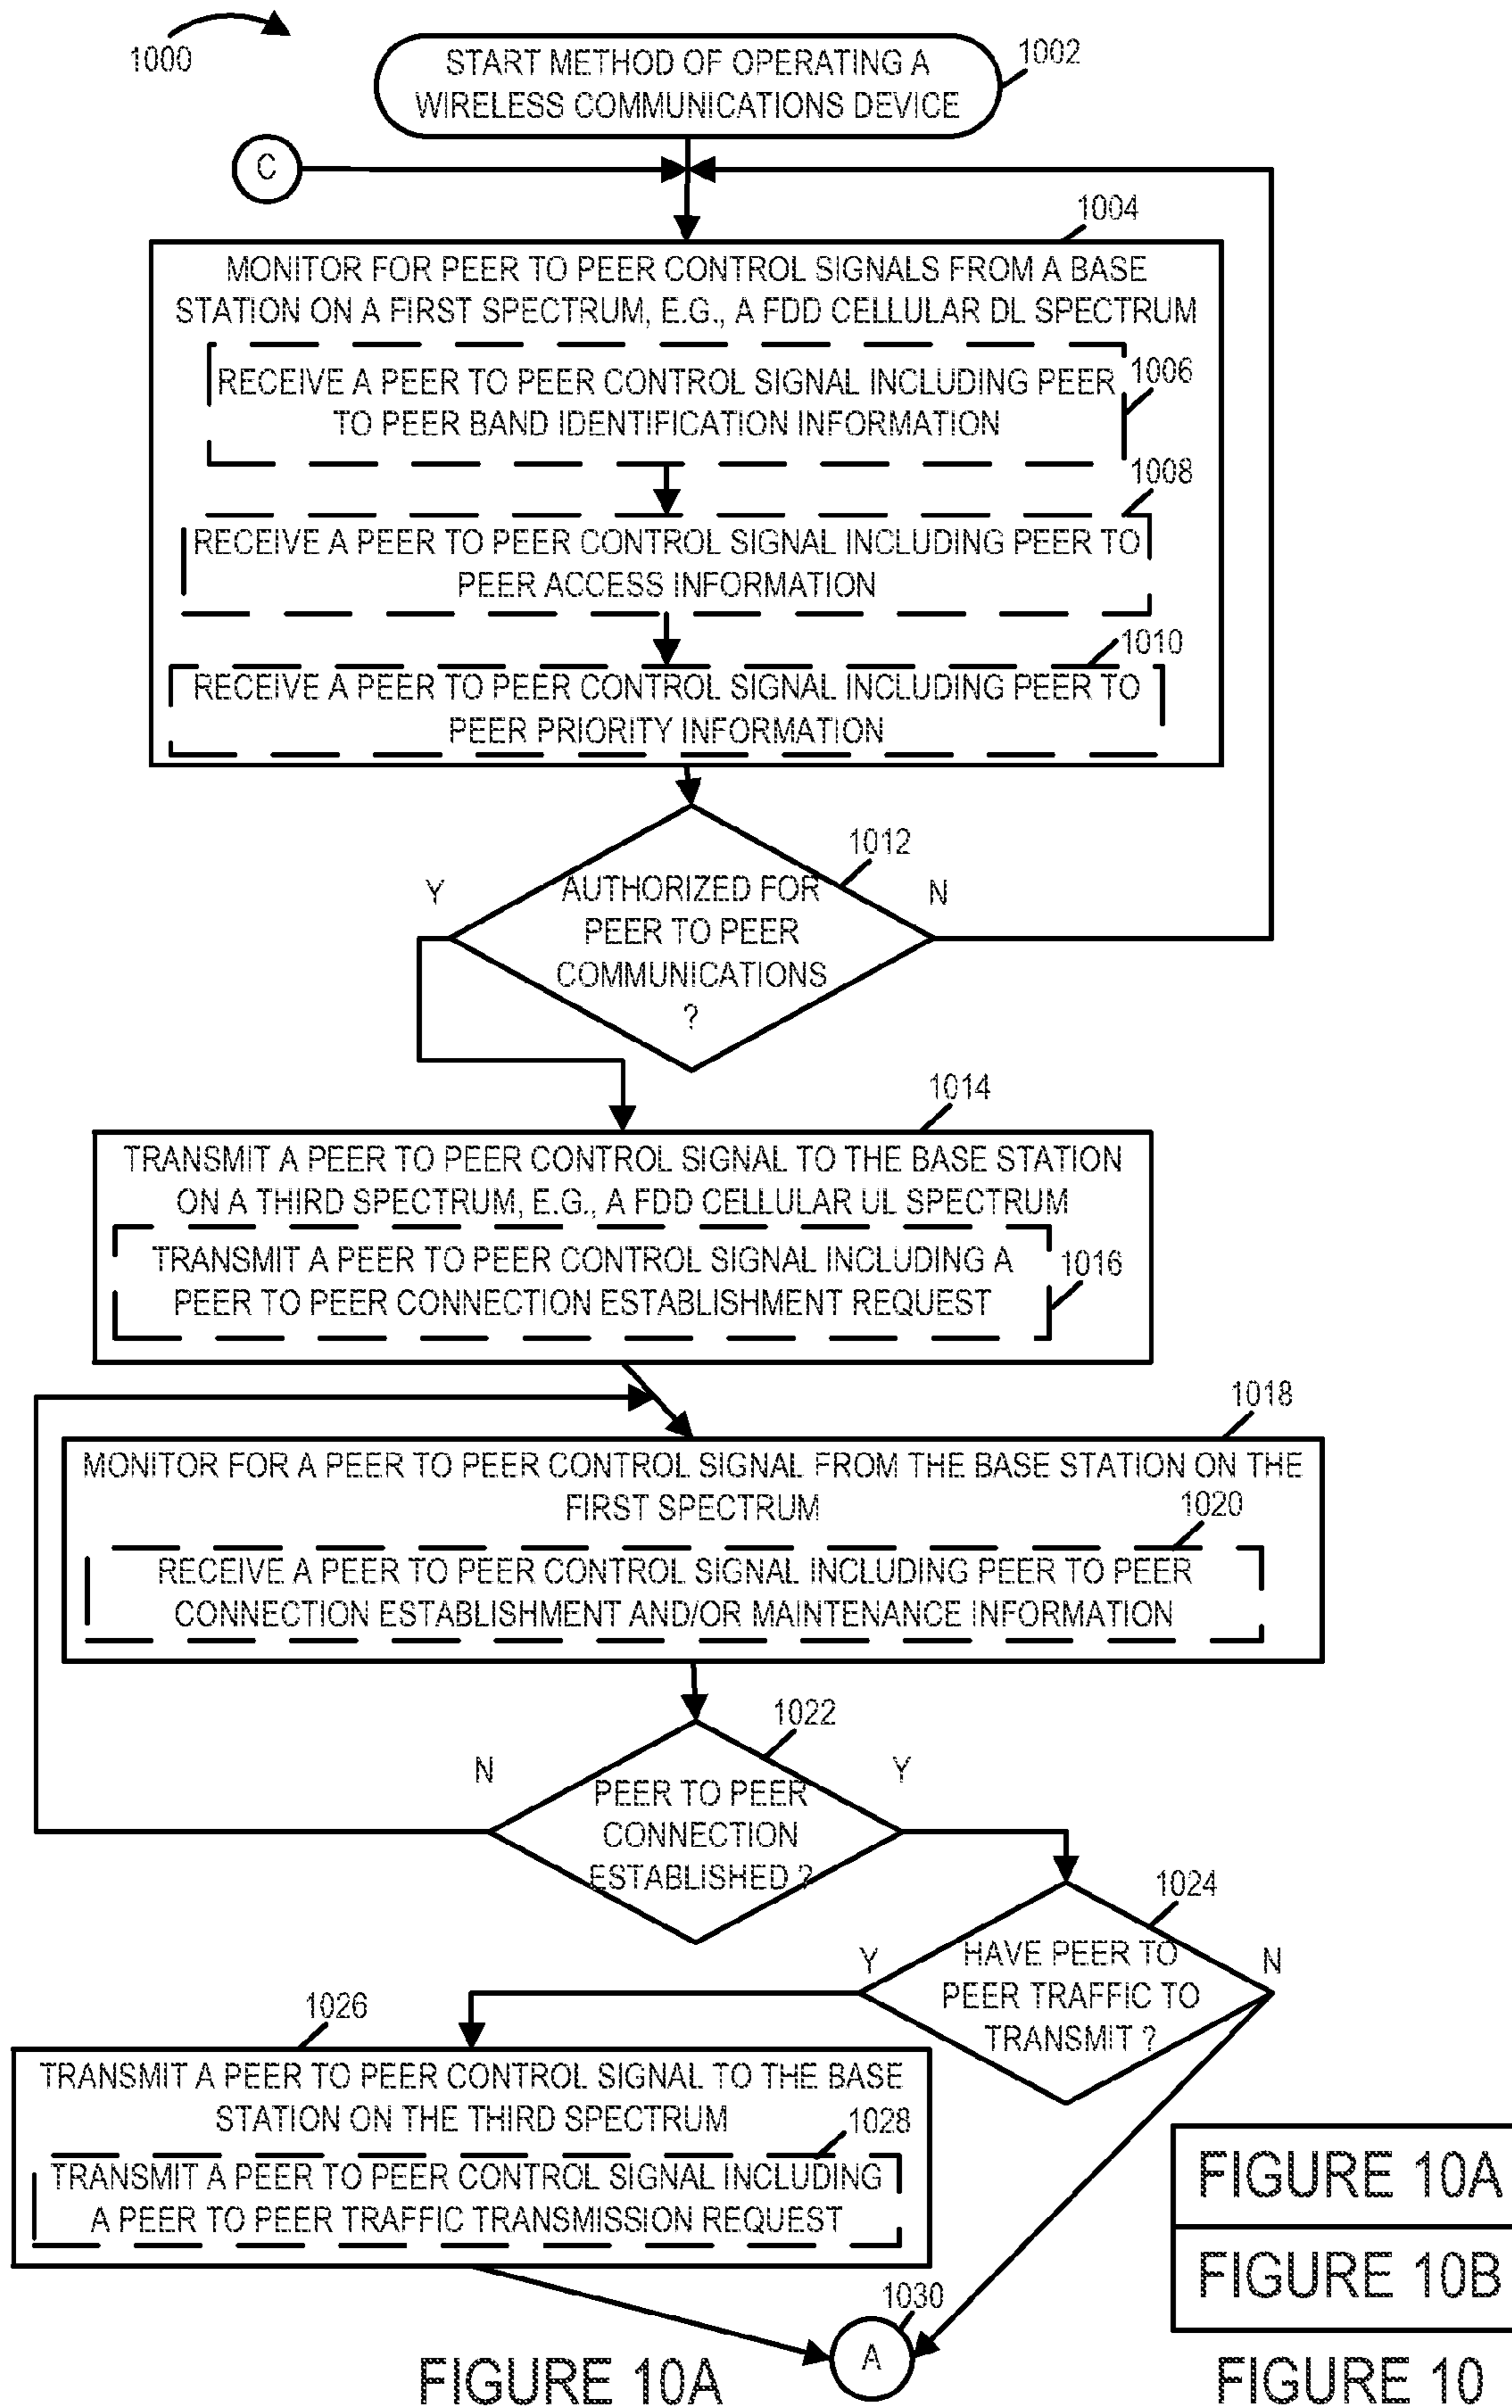 1000
START METHOD OF OPERATING A
WIRELESS COMMUNICATIONS DEVICE
1002
C
1004
MONITOR FOR PEER TO PEER CONTROL SIGNALS FROM A BASE
STATION ON A FIRST SPECTRUM, E.G., A FDD CELLULAR DL SPECTRUM
1006
RECEIVE A PEER TO PEER CONTROL SIGNAL INCLUDING PEER
TO PEER BAND IDENTIFICATION INFORMATION
1008
RECEIVE A PEER TO PEER CONTROL SIGNAL INCLUDING PEER TO
PEER ACCESS INFORMATION
1010
RECEIVE A PEER TO PEER CONTROL SIGNAL INCLUDING PEER TO
PEER PRIORITY INFORMATION
1012
Y
N
AUTHORIZED FOR
PEER TO PEER
COMMUNICATIONS
?
1014
TRANSMIT A PEER TO PEER CONTROL SIGNAL TO THE BASE STATION
ON A THIRD SPECTRUM, E.G., A FDD CELLULAR UL SPECTRUM
TRANSMIT A PEER TO PEER CONTROL SIGNAL INCLUDING A
PEER TO PEER CONNECTION ESTABLISHMENT REQUEST
1016
1018
MONITOR FOR A PEER TO PEER CONTROL SIGNAL FROM THE BASE STATION ON THE
FIRST SPECTRUM
1020
RECEIVE A PEER TO PEER CONTROL SIGNAL INCLUDING PEER TO PEER
CONNECTION ESTABLISHMENT AND/OR MAINTENANCE INFORMATION
1022
N
Y
PEER TO PEER
CONNECTION
ESTABLISHED ?
1024
Y
N
HAVE PEER TO
PEER TRAFFIC TO
TRANSMIT ?
1026
TRANSMIT A PEER TO PEER CONTROL SIGNAL TO THE BASE
STATION ON THE THIRD SPECTRUM
1028
TRANSMIT A PEER TO PEER CONTROL SIGNAL INCLUDING
A PEER TO PEER TRAFFIC TRANSMISSION REQUEST
1030
A
FIGURE 10A
FIGURE 10A
FIGURE 10B
FIGURE 10